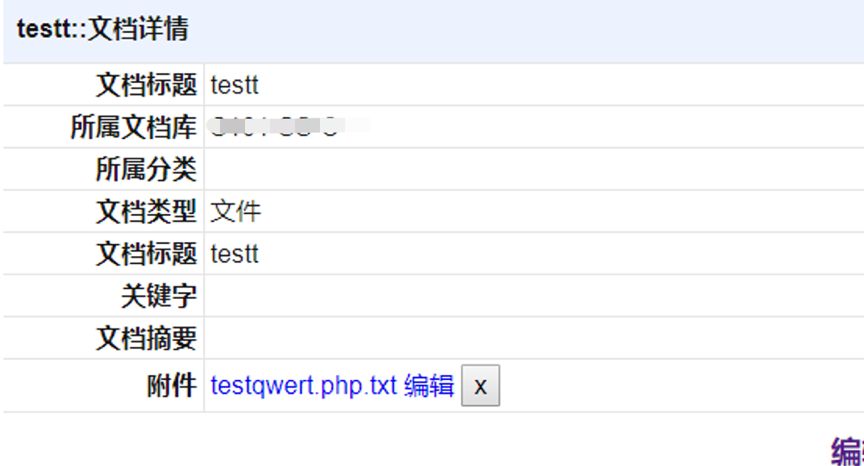 testt::文档详情
文档标题 testt
所属文档库
所属分类
文档类型 文件
文档标题 testt
关键字
文档摘要
附件 testqwert.php.txt 编辑 x
编